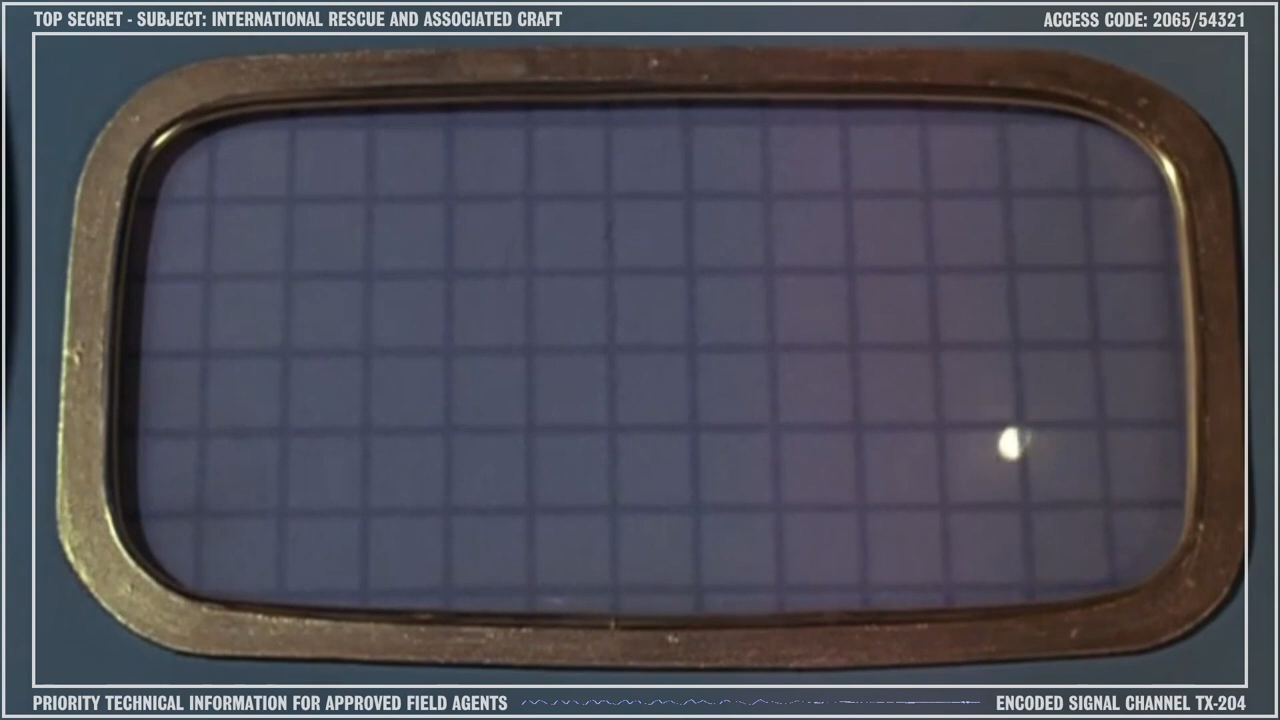 TOP SECRET - SUBJECT: INTERNATIONAL RESCUE AND ASSOCIATED CRAFT
ACCESS CODE: 2065/54321
PRIORITY TECHNICAL INFORMATION FOR APPROVED FIELD AGENTS
ENCODED SIGNAL CHANNEL TX-204